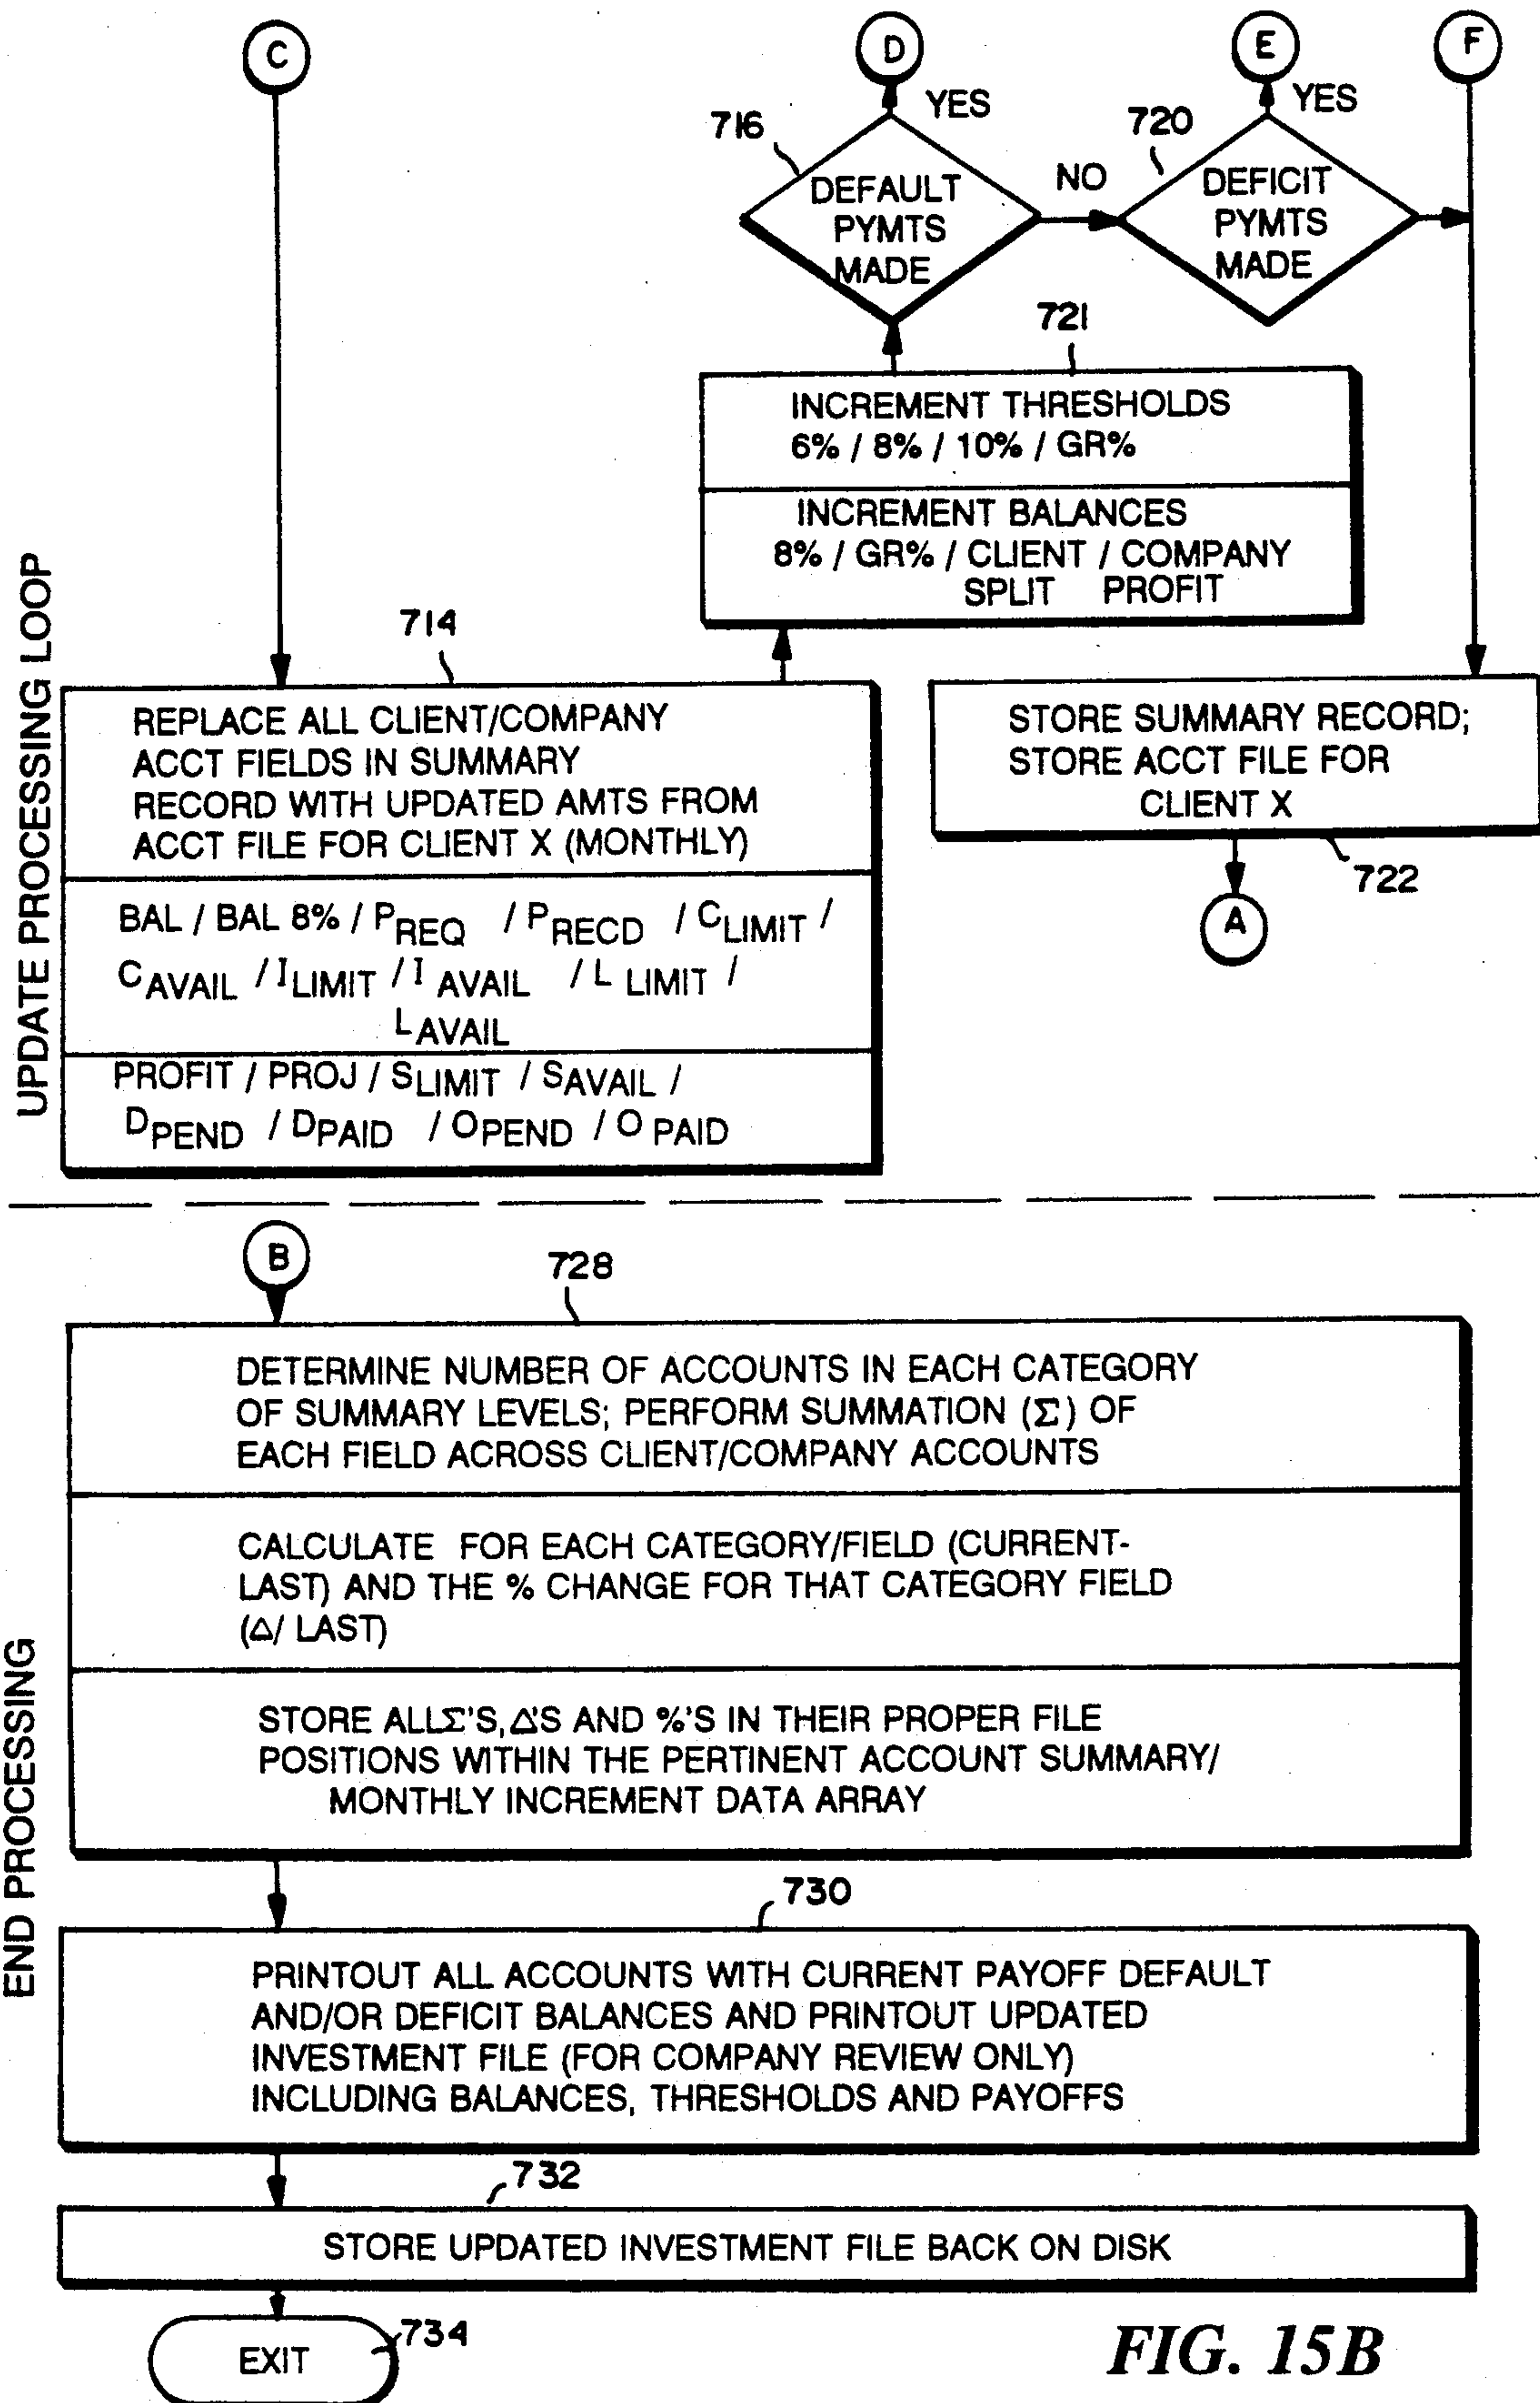 C
D
E
F
YES
YES
716
720
DEFAULT
PYMTS
MADE
NO
DEFICIT
PYMTS
MADE
721
INCREMENT THRESHOLDS
6% / 8% / 10% / GR%
INCREMENT BALANCES
8% / GR% / CLIENT / COMPANY
SPLIT PROFIT
UPDATE PROCESSING LOOP
714
REPLACE ALL CLIENT/COMPANY
ACCT FIELDS IN SUMMARY
RECORD WITH UPDATED AMTS FROM
ACCT FILE FOR CLIENT X (MONTHLY)
BAL / BAL 8% / PREQ / PRECD / CLIMIT /
CAVAIL / ILIMIT / I AVAIL / L LIMIT /
LAVAIL
PROFIT / PROJ / SLIMIT / SAVAIL /
DPEND / DPAID / OPEND / O PAID
STORE SUMMARY RECORD;
STORE ACCT FILE FOR
CLIENT X
722
A
B
728
END PROCESSING
DETERMINE NUMBER OF ACCOUNTS IN EACH CATEGORY
OF SUMMARY LEVELS; PERFORM SUMMATION (Σ) OF
EACH FIELD ACROSS CLIENT/COMPANY ACCOUNTS
CALCULATE FOR EACH CATEGORY/FIELD (CURRENT-
LAST) AND THE % CHANGE FOR THAT CATEGORY FIELD
(Δ/ LAST)
STORE ALLΣ'S,Δ'S AND %'S IN THEIR PROPER FILE
POSITIONS WITHIN THE PERTINENT ACCOUNT SUMMARY/
MONTHLY INCREMENT DATA ARRAY
730
PRINTOUT ALL ACCOUNTS WITH CURRENT PAYOFF DEFAULT
AND/OR DEFICIT BALANCES AND PRINTOUT UPDATED
INVESTMENT FILE (FOR COMPANY REVIEW ONLY)
INCLUDING BALANCES, THRESHOLDS AND PAYOFFS
732
STORE UPDATED INVESTMENT FILE BACK ON DISK
EXIT
734
FIG. 15B